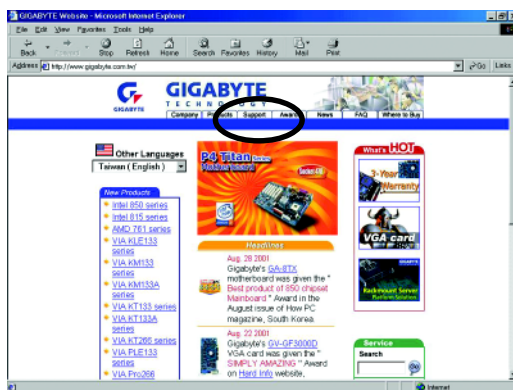 GIGABYTE Website - Microsoft Internet Explorer
File Edit View Favorites Tools Help
Back Forward Stop Refresh Home Search Favorites History Mail Print
Address http://www.gigabyte.com.tw/ Go Links
GIGABYTE
GIGABYTE
TECHNOLOGY
Company Products Support Award News FAQ Where to Buy
Other Languages
Taiwan ( English )
New Products
Intel 850 series
Intel 815 series
AMD 761 series
VIA KLE133
series
VIA KM133
series
VIA KM133A
series
VIA KT133 series
VIA KT133A
series
VIA KT266 series
VIA PLE133
series
VIA Pro266
P4 Titan Series
Motherboard
Socket 478
Headlines
Aug. 28 2001
Gigabyte's GA-8TX
motherboard was given the "
Best product of 850 chipset
Mainboard " Award in the
August issue of How PC
magazine, South Korea.
Aug. 22 2001
Gigabyte's GV-GF3000D
VGA card was given the "
SIMPLY AMAZING " Award
on Hard Info website.
What's HOT
3-Year
Warranty
VGA card
GIGABYTE
Rackmount Server
Platform Solution
Service
Search
Go
Internet